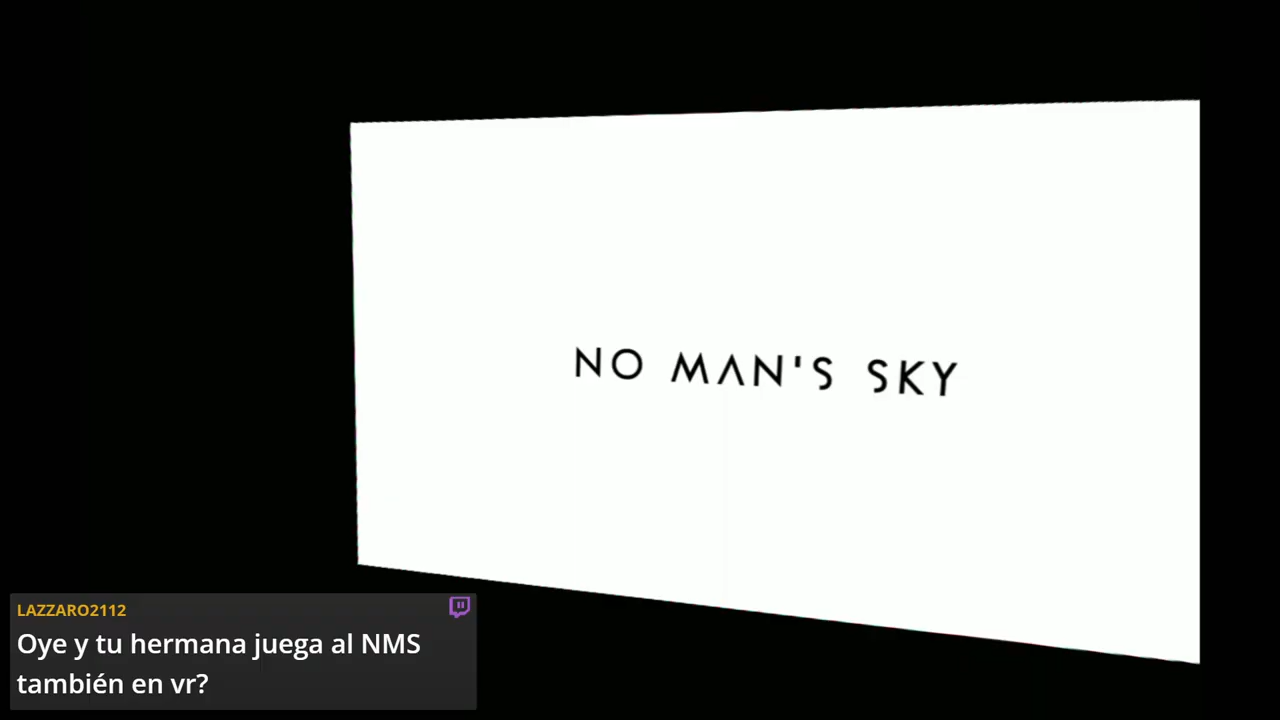 NO MAN'S SKY
LAZZARO2112
Oye y tu hermana juega al NMS
también en vr?